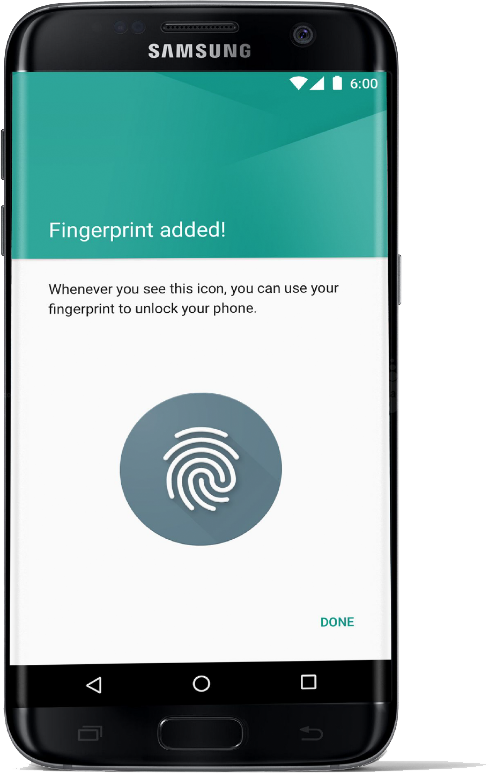 SAMSUNG
6:00
Fingerprint added!
Whenever you see this icon, you can use your
fingerprint to unlock your phone.
DONE